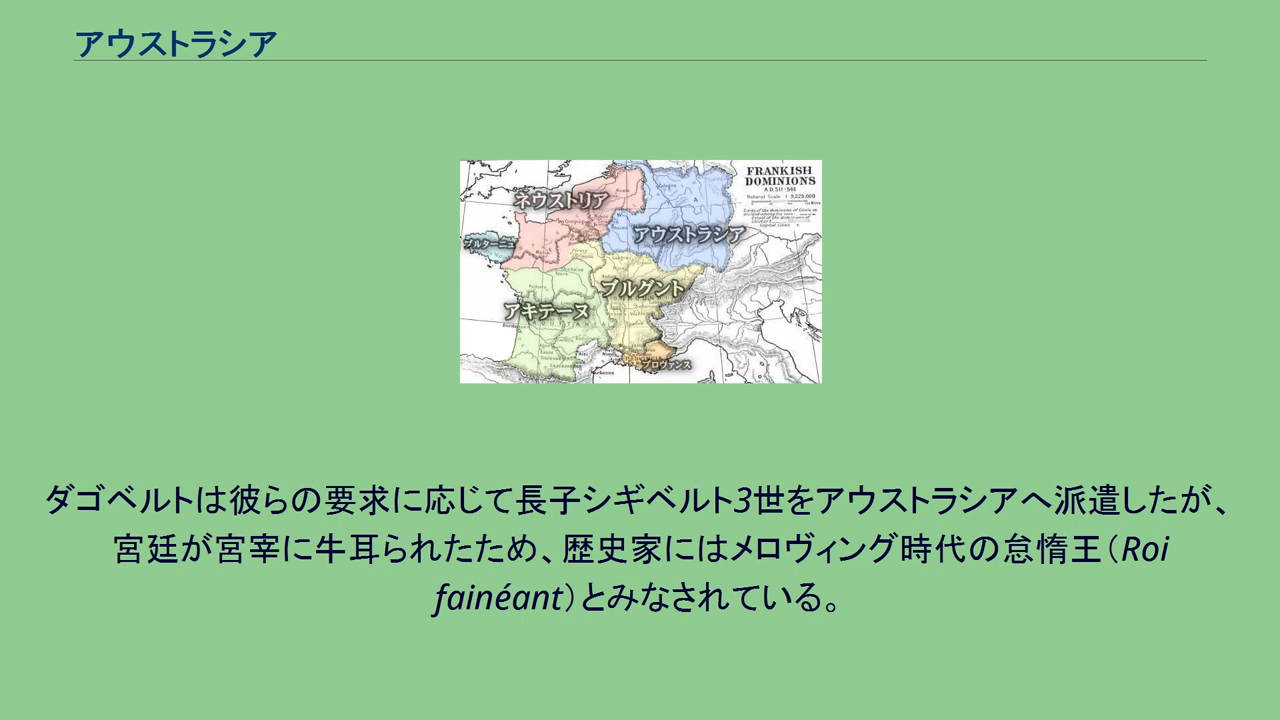 アウストラシア
FRANKISH
DOMINIONS
A.D. 511-561
ネウストリア
アウストラシア
ブルターニュ
ブルグント
アキテーヌ
プロヴァンス
ダゴベルトは彼らの要求に応じて長子シギベルト3世をアウストラシアへ派遣したが、
宮廷が宮宰に牛耳られたため、歴史家にはメロヴィング時代の怠惰王（Roi
fainéant）とみなされている。